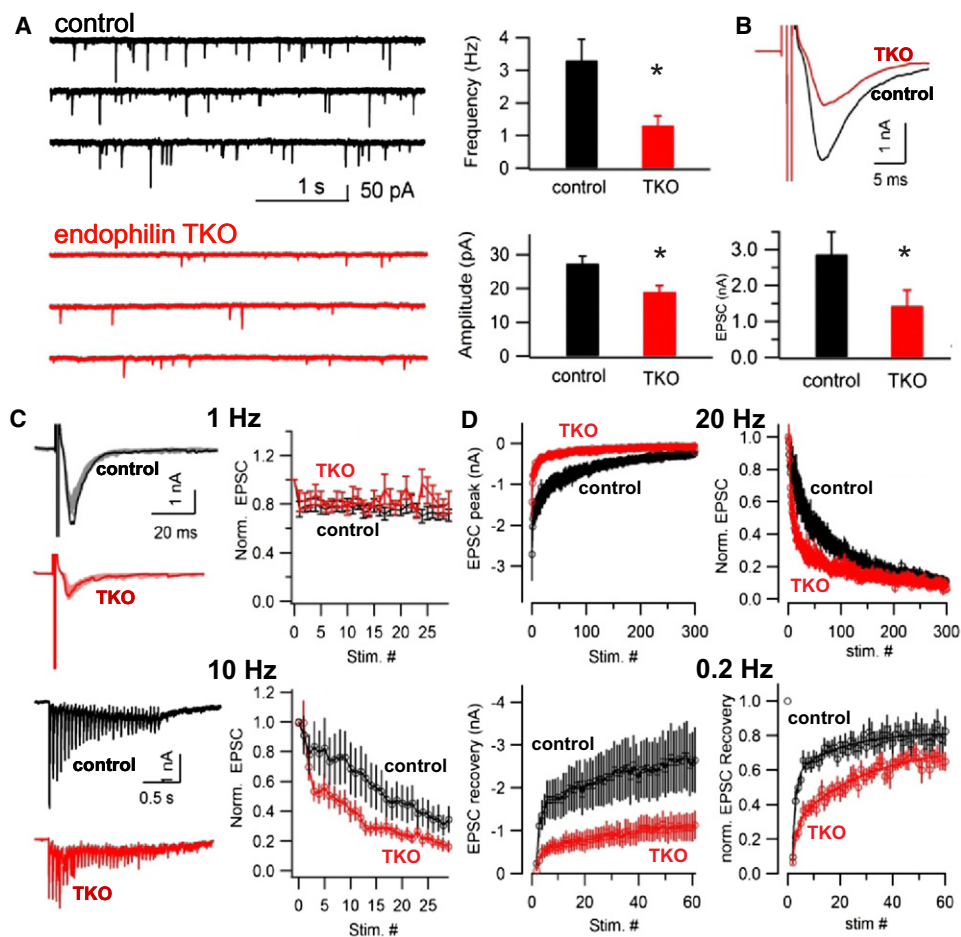 A
control
1 s
50 pA
endophilin TKO
Frequency (Hz)
4
3
2
1
0
*
control
TKO
Amplitude (pA)
30
20
10
0
*
control
TKO
B
TKO
control
1 nA
5 ms
EPSC (nA)
3.0
2.0
1.0
0.0
*
control
TKO
C
control
1 nA
20 ms
TKO
1 Hz
Norm. EPSC
1.2
0.8
0.4
0.0
TKO
control
0 5 10 15 20 25
Stim. #
control
1 nA
0.5 s
TKO
10 Hz
Norm. EPSC
1.2
1.0
0.8
0.6
0.4
0.2
0.0
control
TKO
0 5 10 15 20 25
Stim. #
D
20 Hz
EPSC peak (nA)
0
-1
-2
-3
TKO
control
0 100 200 300
Stim. #
Norm. EPSC
1.0
0.8
0.6
0.4
0.2
0.0
control
TKO
0 100 200 300
stim. #
0.2 Hz
EPSC recovery (nA)
-4
-3
-2
-1
0
control
TKO
0 20 40 60
Stim. #
norm. EPSC Recovery
1.0
0.8
0.6
0.4
0.2
0.0
control
TKO
0 20 40 60
stim #